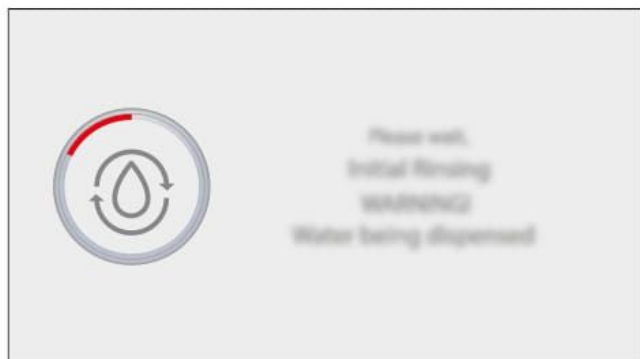 Please wait,
Initial Rinsing
WARNING!
Water being dispensed